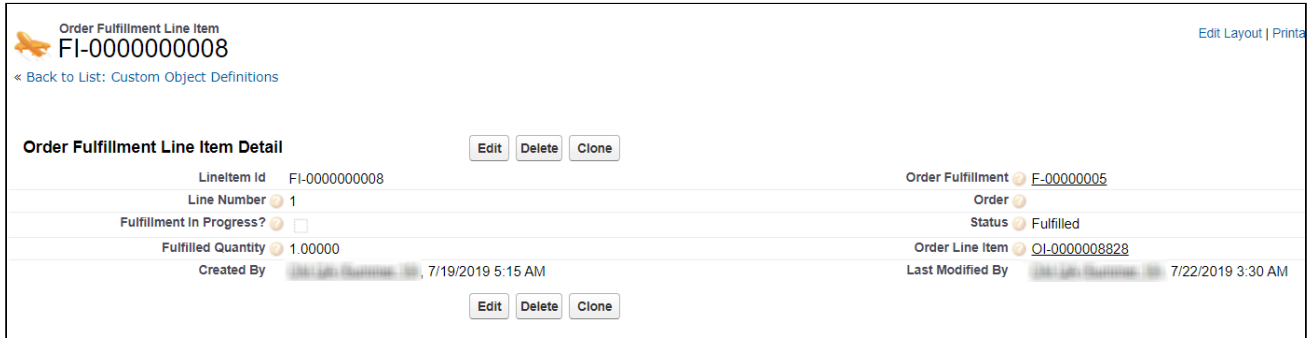 Order Fulfillment Line Item
FI-0000000008
Edit Layout | Printa
« Back to List: Custom Object Definitions
Order Fulfillment Line Item Detail Edit Delete Clone
LineItem Id FI-0000000008 Order Fulfillment ? F-00000005
Line Number ? 1 Order ?
Fulfillment In Progress? ? Status ? Fulfilled
Fulfilled Quantity ? 1.00000 Order Line Item ? OI-0000008828
Created By , 7/19/2019 5:15 AM Last Modified By 7/22/2019 3:30 AM
Edit Delete Clone